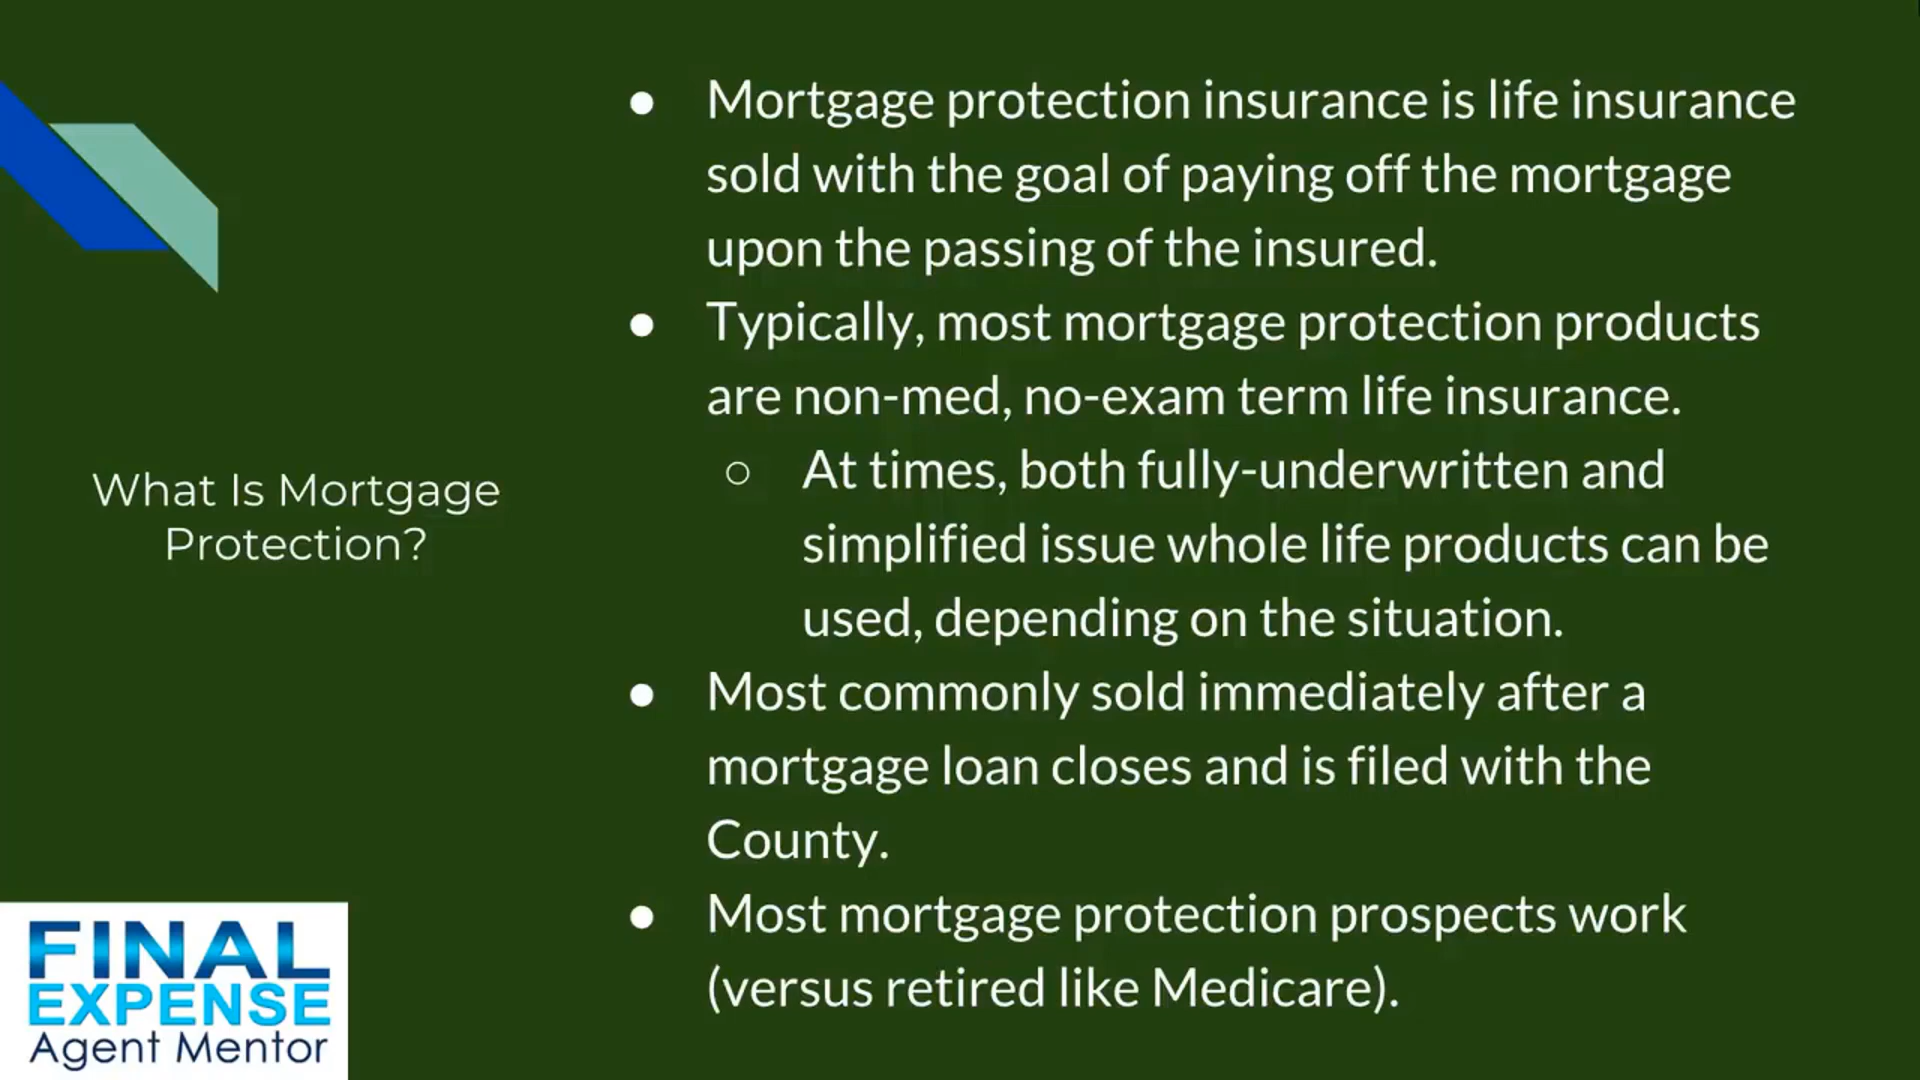 What Is Mortgage
Protection?
● Mortgage protection insurance is life insurance
sold with the goal of paying off the mortgage
upon the passing of the insured.
● Typically, most mortgage protection products
are non-med, no-exam term life insurance.
○ At times, both fully-underwritten and
simplified issue whole life products can be
used, depending on the situation.
● Most commonly sold immediately after a
mortgage loan closes and is filed with the
County.
● Most mortgage protection prospects work
(versus retired like Medicare).
FINAL
EXPENSE
Agent Mentor